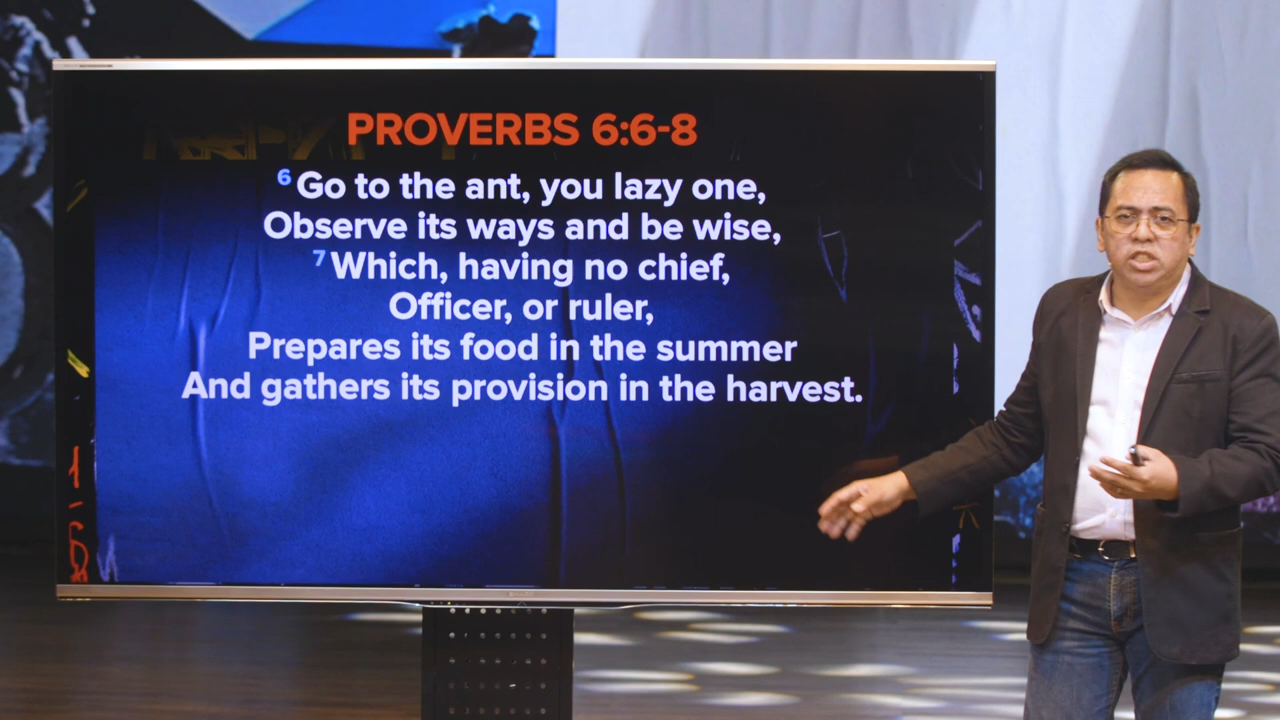 PROVERBS 6:6-8
6 Go to the ant, you lazy one,
Observe its ways and be wise,
7 Which, having no chief,
Officer, or ruler,
Prepares its food in the summer
And gathers its provision in the harvest.